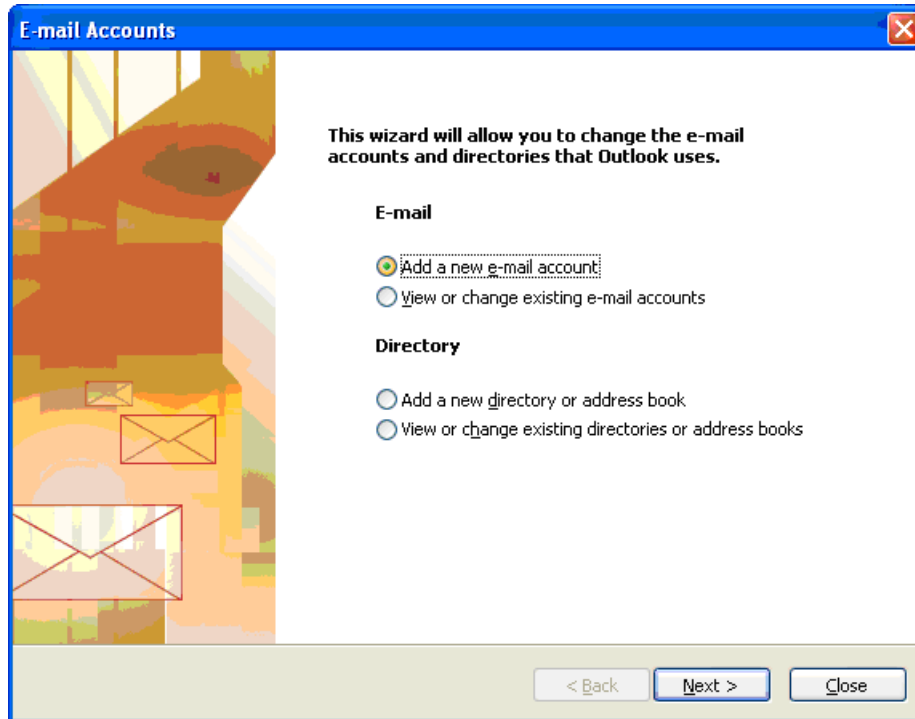 E-mail Accounts
This wizard will allow you to change the e-mail
accounts and directories that Outlook uses.
E-mail
Add a new e-mail account
View or change existing e-mail accounts
Directory
Add a new directory or address book
View or change existing directories or address books
< Back Next > Close